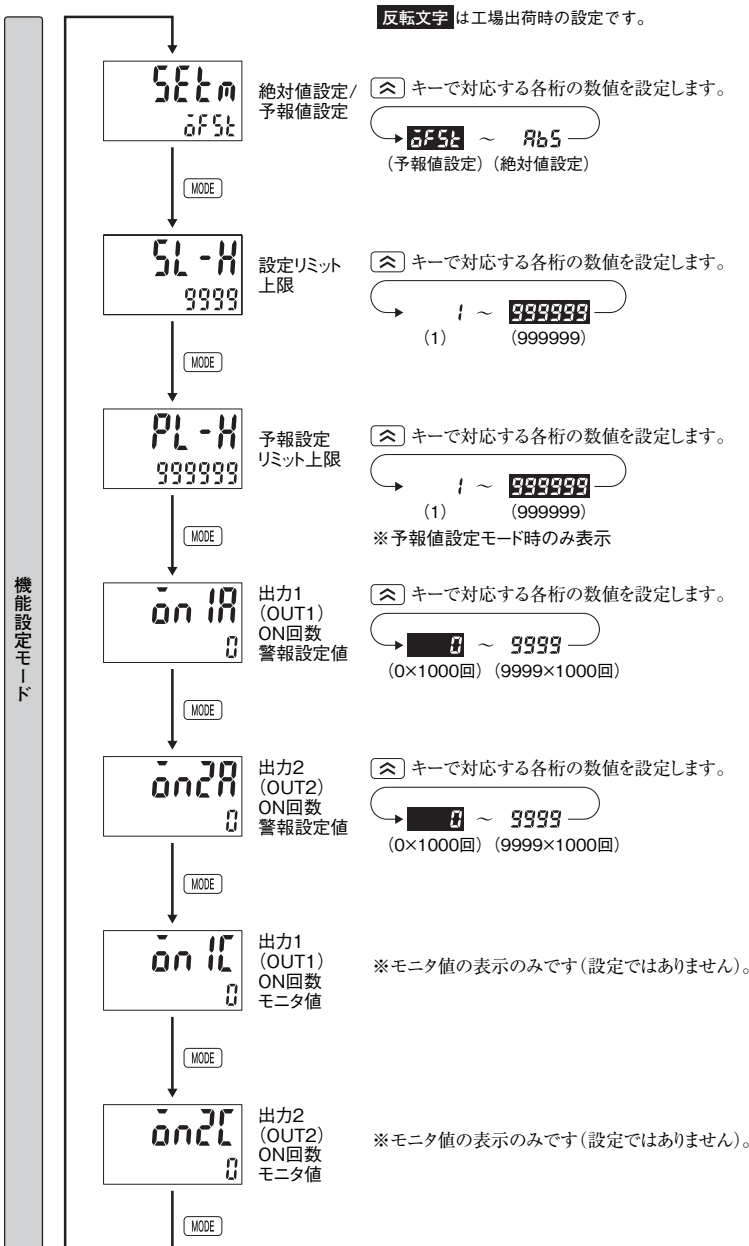 反転文字は工場出荷時の設定です。
機能設定モード
SEtm
oFSt
絶対値設定/
予報値設定
キーで対応する各桁の数値を設定します。
oFSt ～ AbS
(予報値設定) (絶対値設定)
MODE
SL-H
9999
設定リミット
上限
キーで対応する各桁の数値を設定します。
1 ～ 999999
(1) (999999)
MODE
PL-H
999999
予報設定
リミット上限
キーで対応する各桁の数値を設定します。
1 ～ 999999
(1) (999999)
※予報値設定モード時のみ表示
MODE
on1A
0
出力1
(OUT1)
ON回数
警報設定値
キーで対応する各桁の数値を設定します。
0 ～ 9999
(0×1000回) (9999×1000回)
MODE
on2A
0
出力2
(OUT2)
ON回数
警報設定値
キーで対応する各桁の数値を設定します。
0 ～ 9999
(0×1000回) (9999×1000回)
MODE
on1C
0
出力1
(OUT1)
ON回数
モニタ値
※モニタ値の表示のみです(設定ではありません)。
MODE
on2C
0
出力2
(OUT2)
ON回数
モニタ値
※モニタ値の表示のみです(設定ではありません)。
MODE